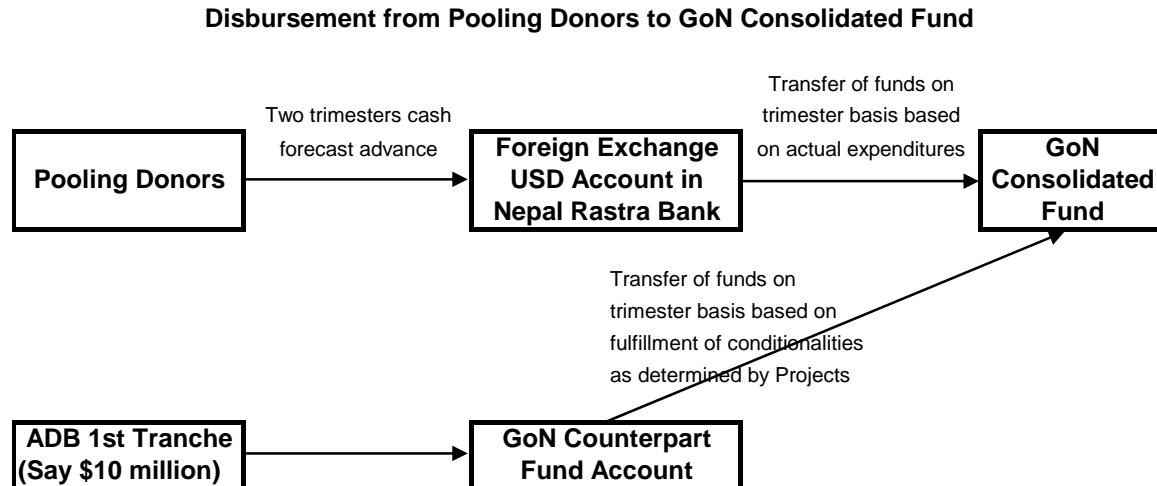 Disbursement from Pooling Donors to GoN Consolidated Fund
Two trimesters cash
forecast advance
Transfer of funds on
trimester basis based
on actual expenditures
Pooling Donors
Foreign Exchange
USD Account in
Nepal Rastra Bank
GoN
Consolidated
Fund
Transfer of funds on
trimester basis based on
fulfillment of conditionalities
as determined by Projects
ADB 1st Tranche
(Say $10 million)
GoN Counterpart
Fund Account